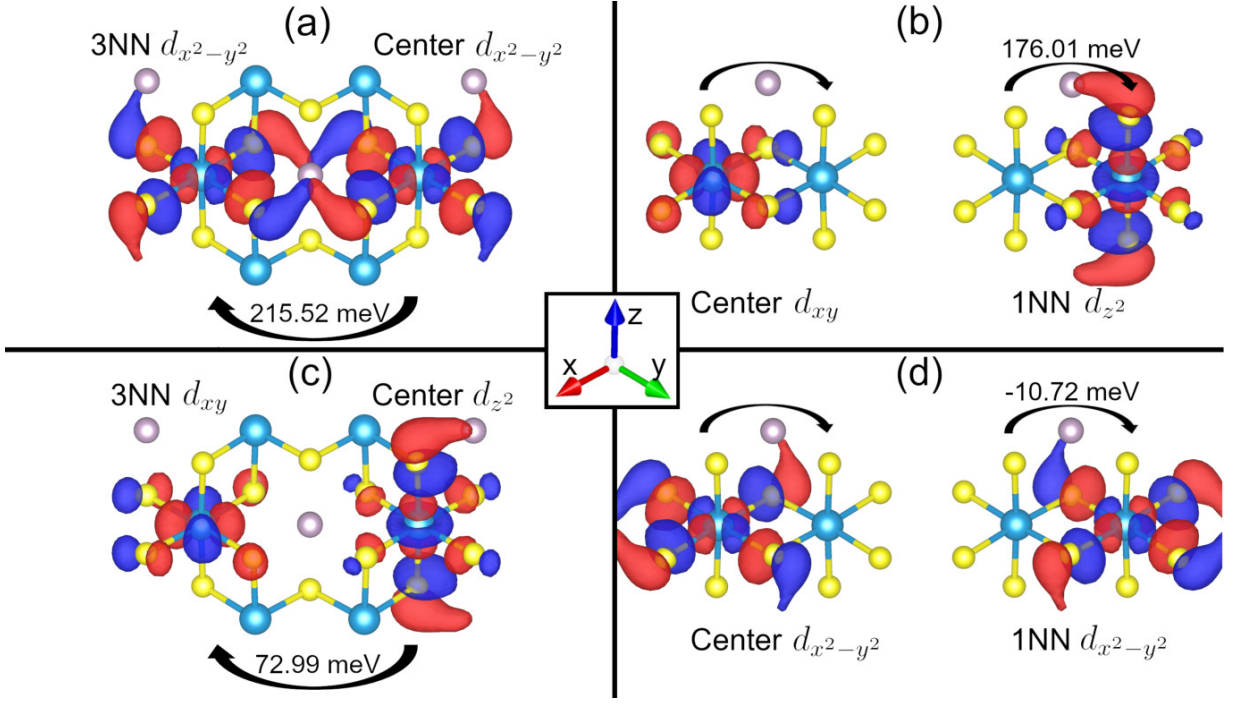 (a)
3NN $d_{x^2-y^2}$ Center $d_{x^2-y^2}$
215.52 meV
(b)
176.01 meV
Center $d_{xy}$ 1NN $d_{z^2}$
z
x y
(c)
3NN $d_{xy}$ Center $d_{z^2}$
72.99 meV
(d)
-10.72 meV
Center $d_{x^2-y^2}$ 1NN $d_{x^2-y^2}$